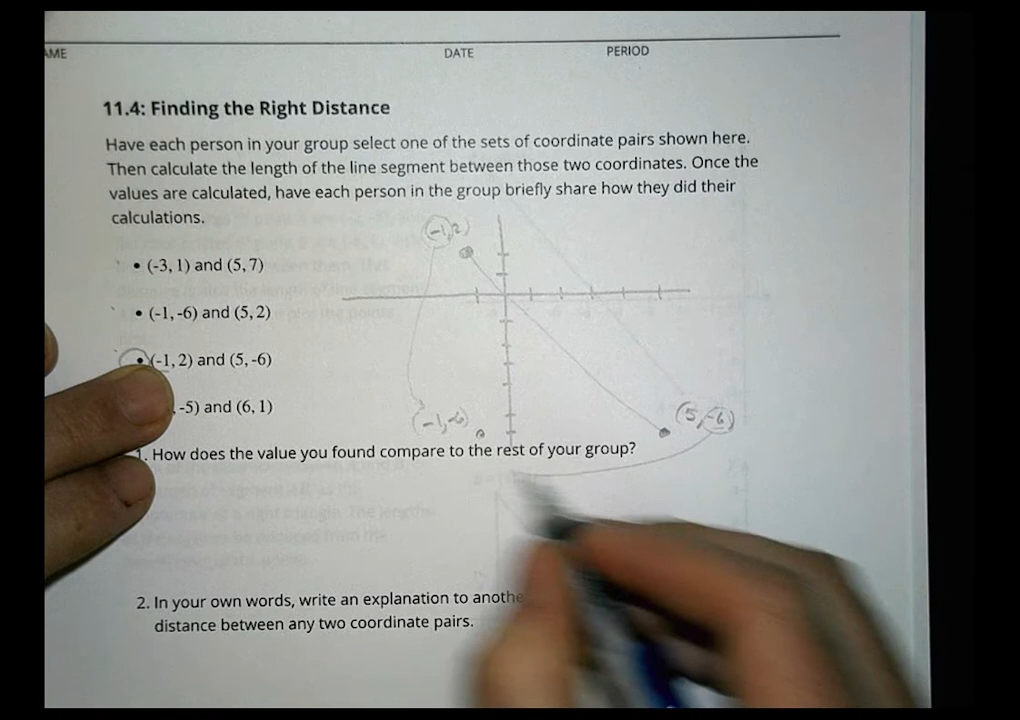 AME DATE PERIOD
11.4: Finding the Right Distance
Have each person in your group select one of the sets of coordinate pairs shown here.
Then calculate the length of the line segment between those two coordinates. Once the
values are calculated, have each person in the group briefly share how they did their
calculations.
(-1,2)
• (-3, 1) and (5, 7)
• (-1, -6) and (5, 2)
• (-1, 2) and (5, -6)
, -5) and (6, 1)
(-1,-6) (5,-6)
1. How does the value you found compare to the rest of your group?
2. In your own words, write an explanation to anothe
distance between any two coordinate pairs.